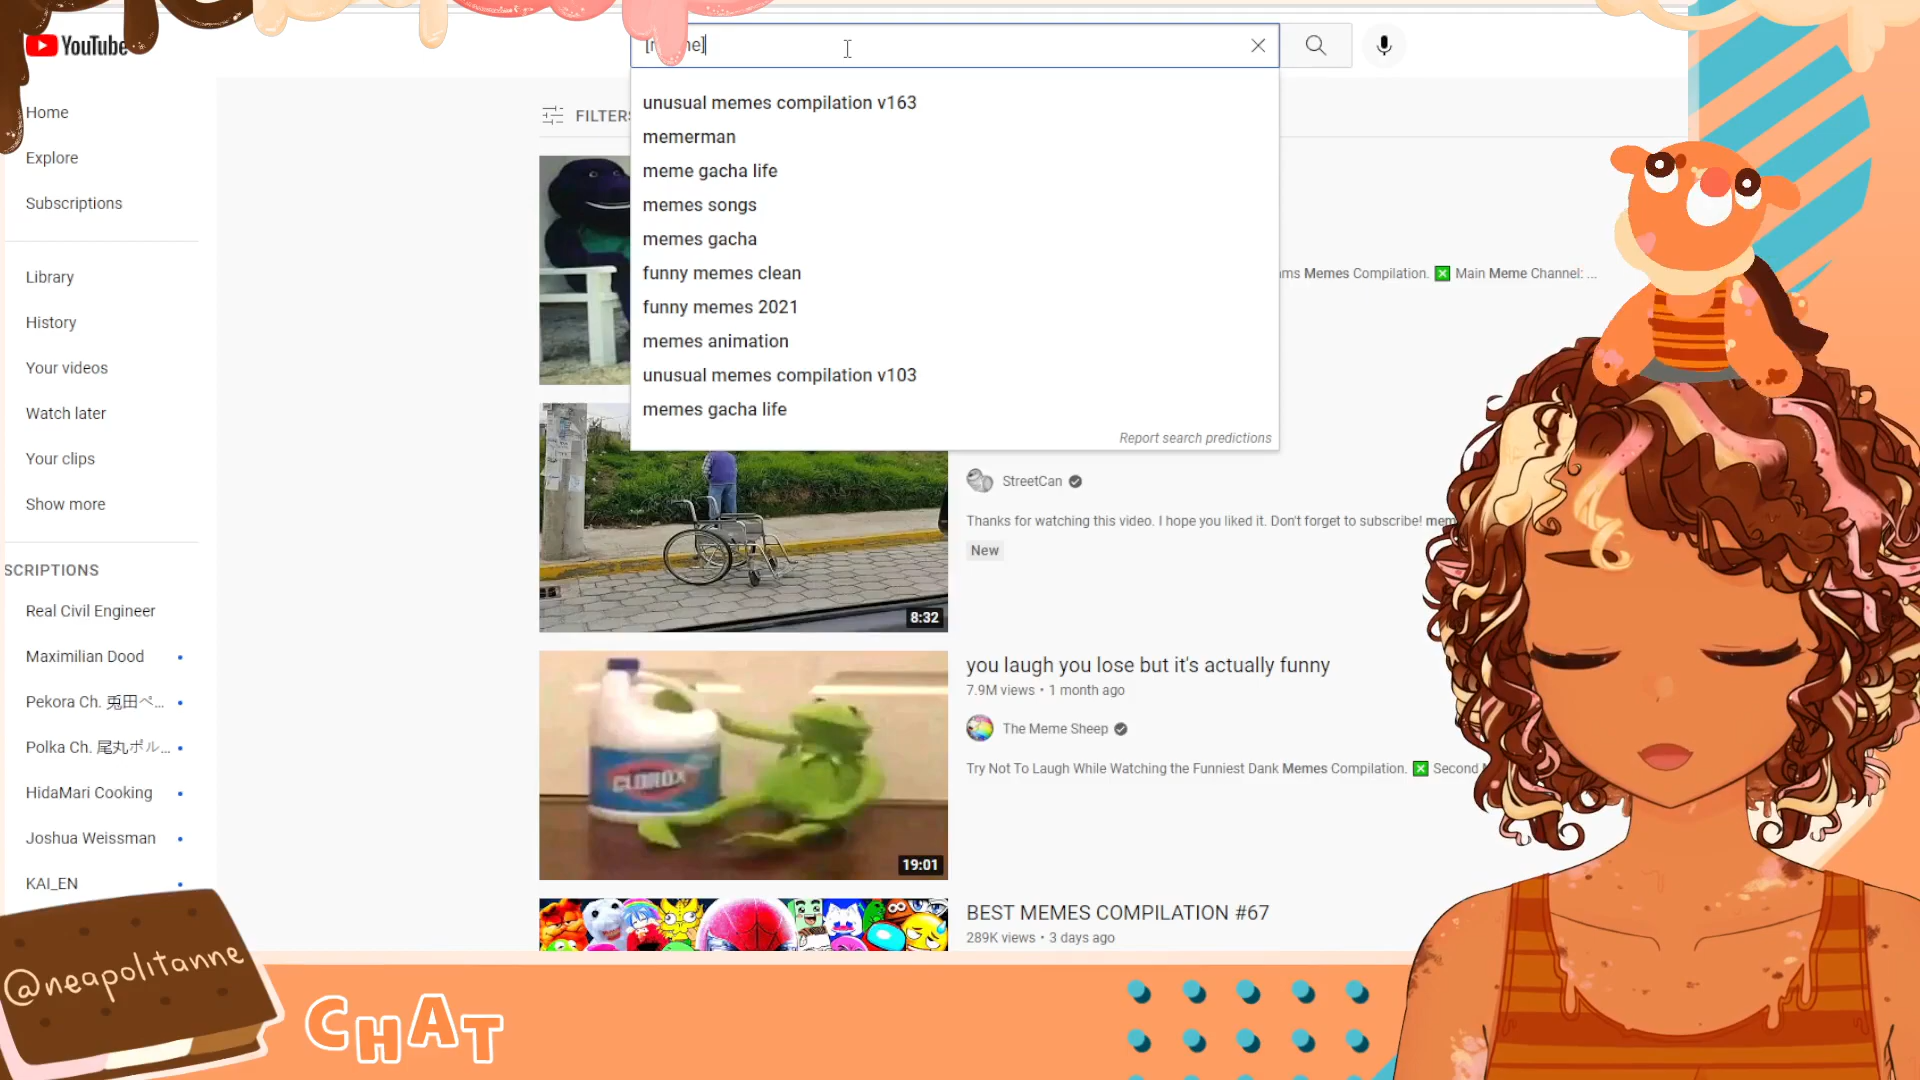 YouTube
Home
Explore
Subscriptions
Library
History
Your videos
Watch later
Your clips
Show more
SCRIPTIONS
Real Civil Engineer
Maximilian Dood
Pekora Ch. 兎田ペ...
Polka Ch. 尾丸ポル...
HidaMari Cooking
Joshua Weissman
KAI_EN
FILTERS
unusual memes compilation v163
memerman
meme gacha life
memes songs
memes gacha
funny memes clean
funny memes 2021
memes animation
unusual memes compilation v103
memes gacha life
Report search predictions
Memes Compilation. ❎ Main Meme Channel: ...
StreetCan
Thanks for watching this video. I hope you liked it. Don't forget to subscribe!
New
8:32
you laugh you lose but it's actually funny
7.9M views • 1 month ago
The Meme Sheep
Try Not To Laugh While Watching the Funniest Dank Memes Compilation. ❎ Second
CLOROX
19:01
BEST MEMES COMPILATION #67
289K views • 3 days ago
@neapolitanne
CHAT